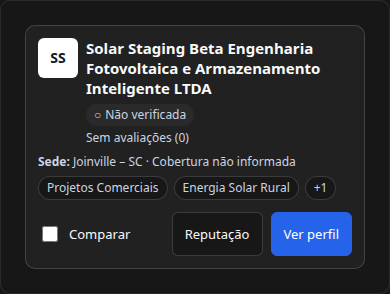 SS
Solar Staging Beta Engenharia
Fotovoltaica e Armazenamento
Inteligente LTDA
○ Não verificada
Sem avaliações (0)
Sede: Joinville – SC · Cobertura não informada
Projetos Comerciais
Energia Solar Rural
+1
Comparar
Reputação
Ver perfil